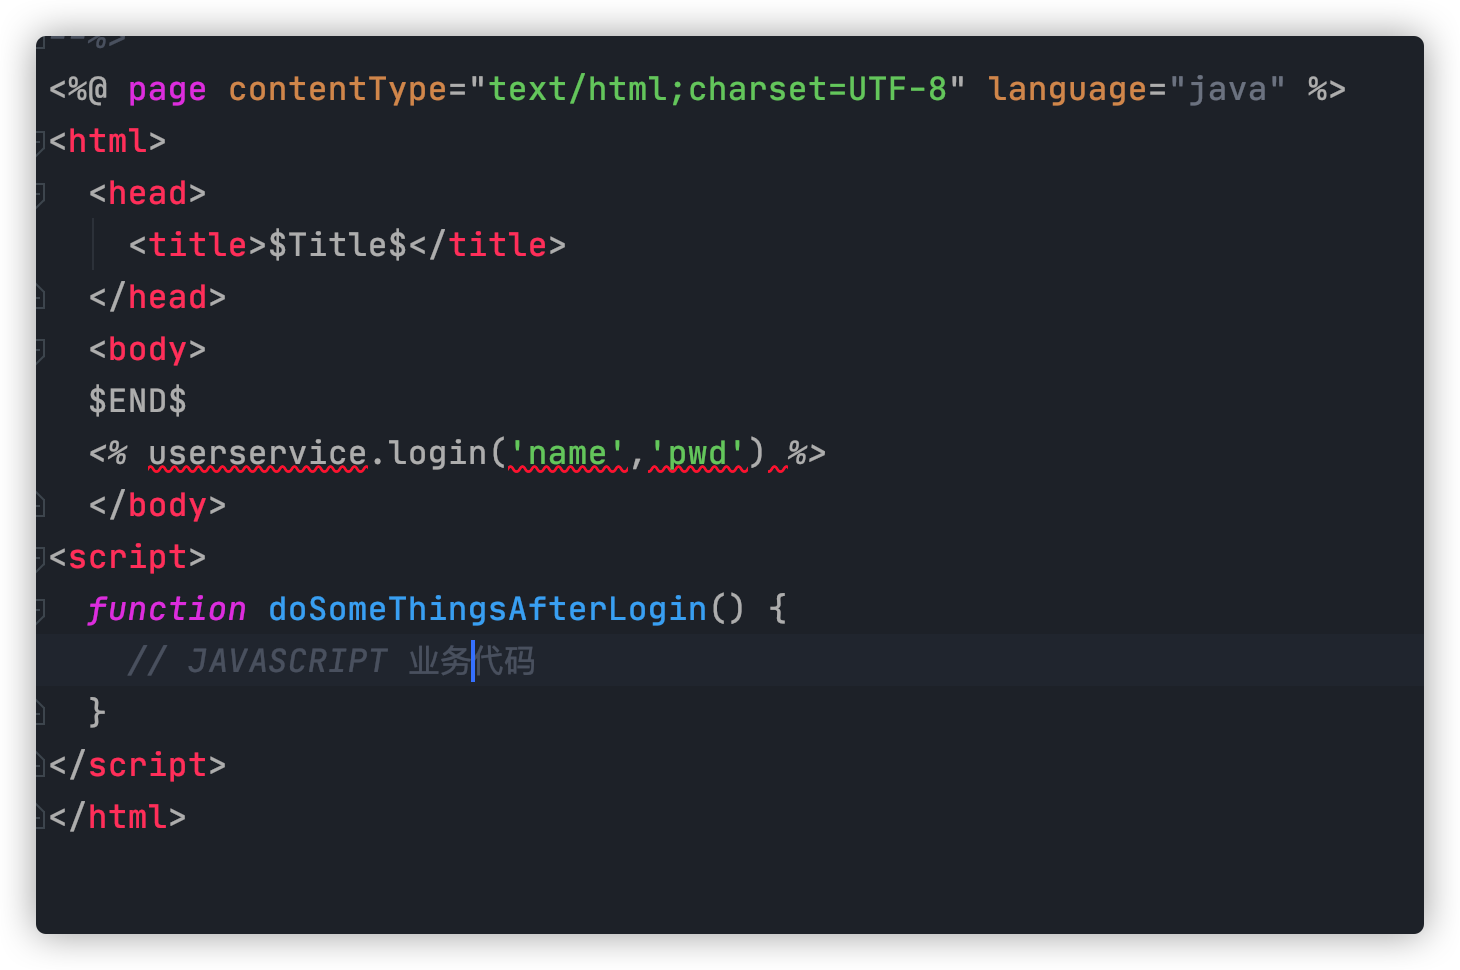 --%>
<%@ page contentType="text/html;charset=UTF-8" language="java" %>
<html>
  <head>
    <title>$Title$</title>
  </head>
  <body>
  $END$
  <% userservice.login('name','pwd') %>
  </body>
<script>
  function doSomeThingsAfterLogin() {
    // JAVASCRIPT 业务代码
  }
</script>
</html>